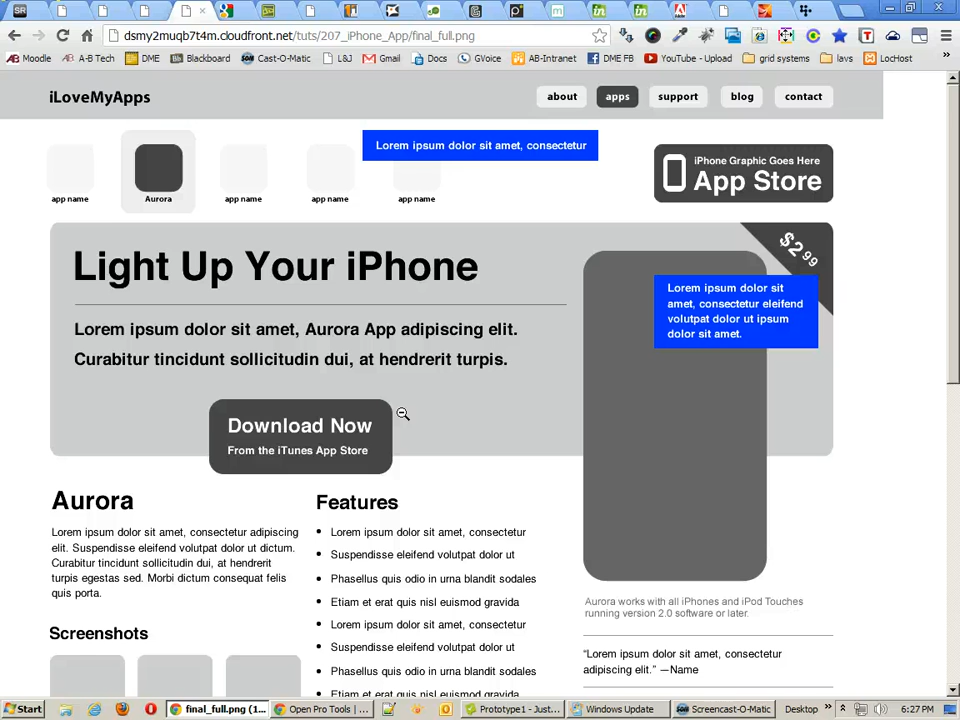 dsmy2muqb7t4m.cloudfront.net/tuts/207_iPhone_App/final_full.png
Moodle
A-B Tech
DME
Blackboard
Cast-O-Matic
L&J
Gmail
Docs
GVoice
AB-Intranet
DME FB
YouTube - Upload
grid systems
lavs
LocHost
iLoveMyApps
about
apps
support
blog
contact
Lorem ipsum dolor sit amet, consectetur
app name
Aurora
app name
app name
app name
iPhone Graphic Goes Here
App Store
Light Up Your iPhone
$2.99
Lorem ipsum dolor sit
amet, consectetur eleifend
volutpat dolor ut ipsum
dolor sit amet.
Lorem ipsum dolor sit amet, Aurora App adipiscing elit.
Curabitur tincidunt sollicitudin dui, at hendrerit turpis.
Download Now
From the iTunes App Store
Aurora
Lorem ipsum dolor sit amet, consectetur adipiscing
elit. Suspendisse eleifend volutpat dolor ut dictum.
Curabitur tincidunt sollicitudin dui, at hendrerit
turpis egestas sed. Morbi dictum consequat felis
quis porta.
Screenshots
Features
• Lorem ipsum dolor sit amet, consectetur
• Suspendisse eleifend volutpat dolor ut
• Phasellus quis odio in urna blandit sodales
• Etiam et erat quis nisl euismod gravida
• Lorem ipsum dolor sit amet, consectetur
• Suspendisse eleifend volutpat dolor ut
• Phasellus quis odio in urna blandit sodales
• Etiam et erat quis nisl euismod gravida
Aurora works with all iPhones and iPod Touches
running version 2.0 software or later.
“Lorem ipsum dolor sit amet, consectetur
adipiscing elit.” —Name
Start
final_full.png (1...
Open Pro Tools | ...
Prototype1 - Just...
Windows Update
Screencast-O-Matic
Desktop
6:27 PM